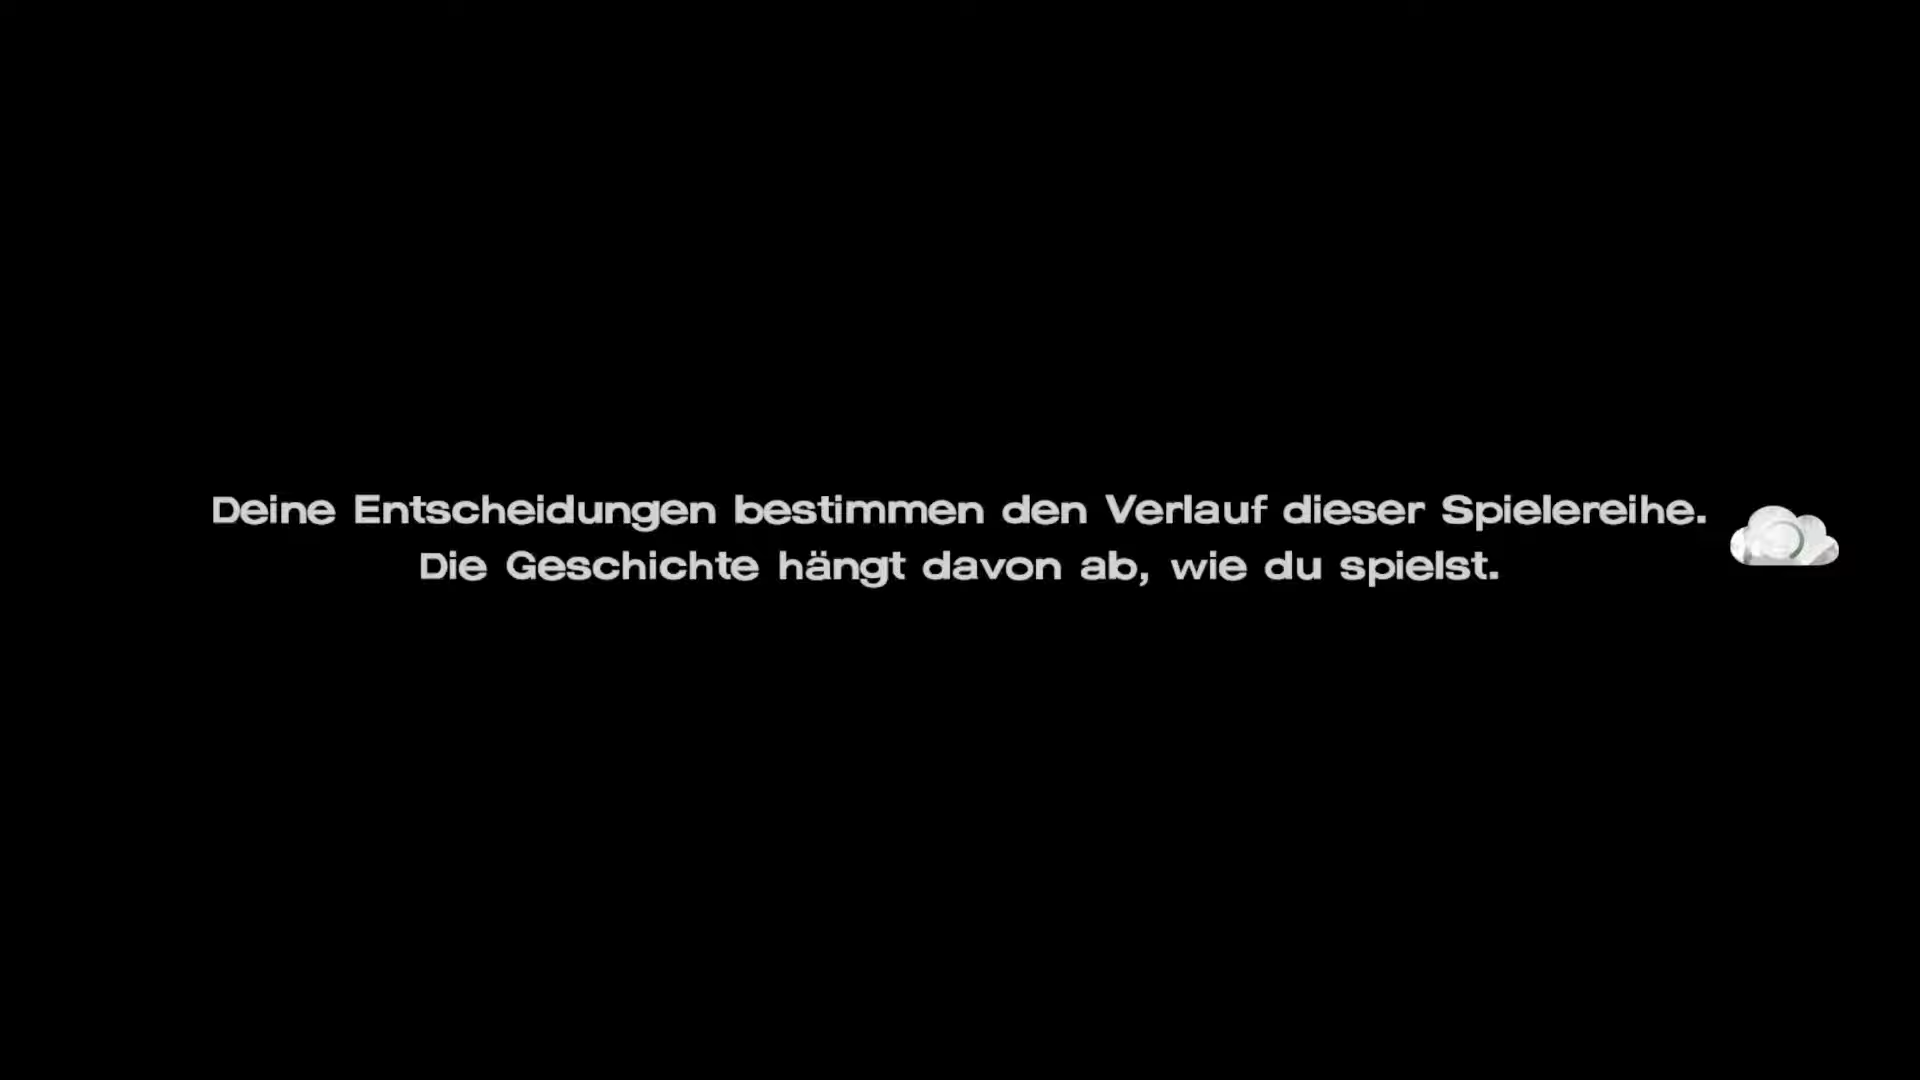 Deine Entscheidungen bestimmen den Verlauf dieser Spielereihe.
Die Geschichte hängt davon ab, wie du spielst.